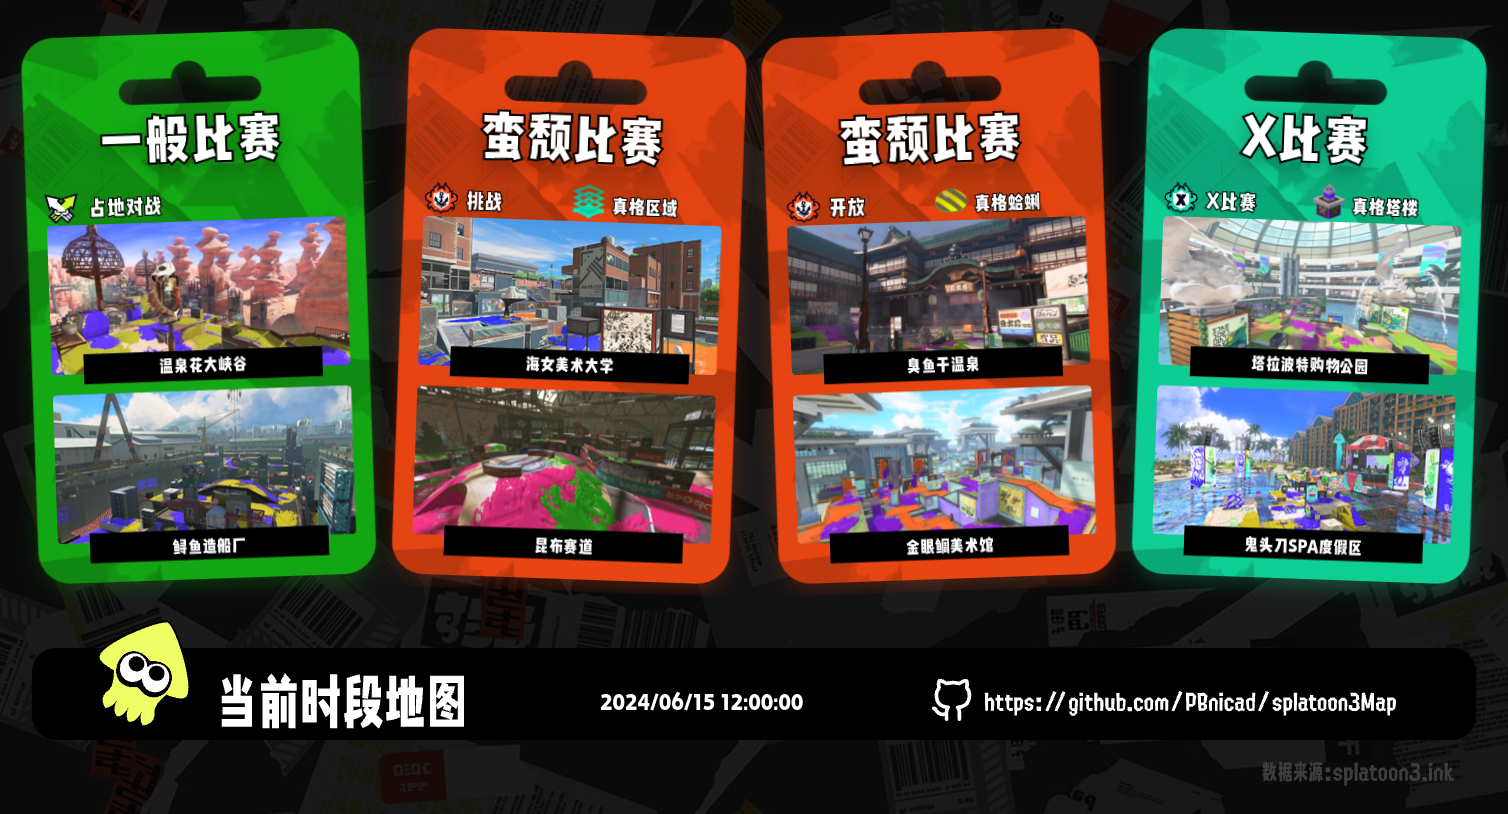 一般比赛
占地对战
温泉花大峡谷
鲟鱼造船厂
蛮颓比赛
挑战
真格区域
海女美术大学
昆布赛道
蛮颓比赛
开放
真格蛤蜊
臭鱼干温泉
金眼鲷美术馆
X比赛
X比赛
真格塔楼
塔拉波特购物公园
鬼头刀SPA度假区
当前时段地图
2024/06/15 12:00:00
https://github.com/PBnicad/splatoon3Map
数据来源:splatoon3.ink